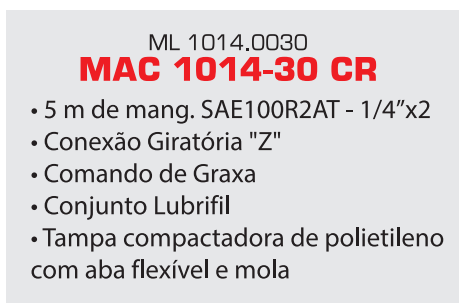 ML 1014.0030
MAC 1014-30 CR
• 5 m de mang. SAE100R2AT - 1/4”x2
• Conexão Giratória "Z"
• Comando de Graxa
• Conjunto Lubrifil
• Tampa compactadora de polietileno
com aba flexível e mola